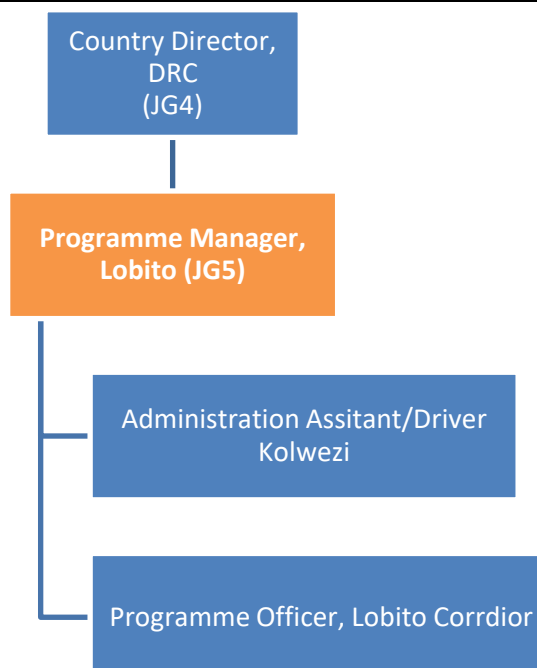 Country Director,
DRC
(JG4)
Programme Manager,
Lobito (JG5)
Administration Assitant/Driver
Kolwezi
Programme Officer, Lobito Corrdior